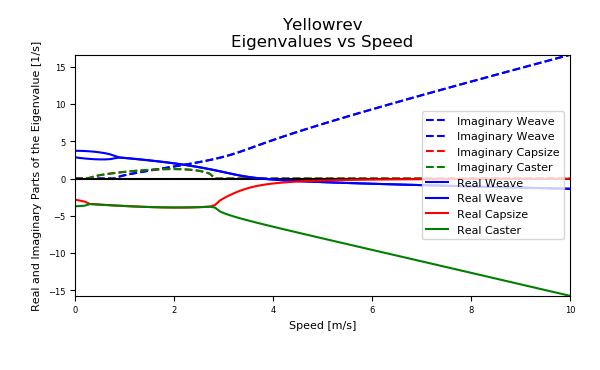 Yellowrev
Eigenvalues vs Speed
Real and Imaginary Parts of the Eigenvalue [1/s]
15
10
5
0
−5
−10
−15
Imaginary Weave
Imaginary Weave
Imaginary Capsize
Imaginary Caster
Real Weave
Real Weave
Real Capsize
Real Caster
0
2
4
6
8
10
Speed [m/s]